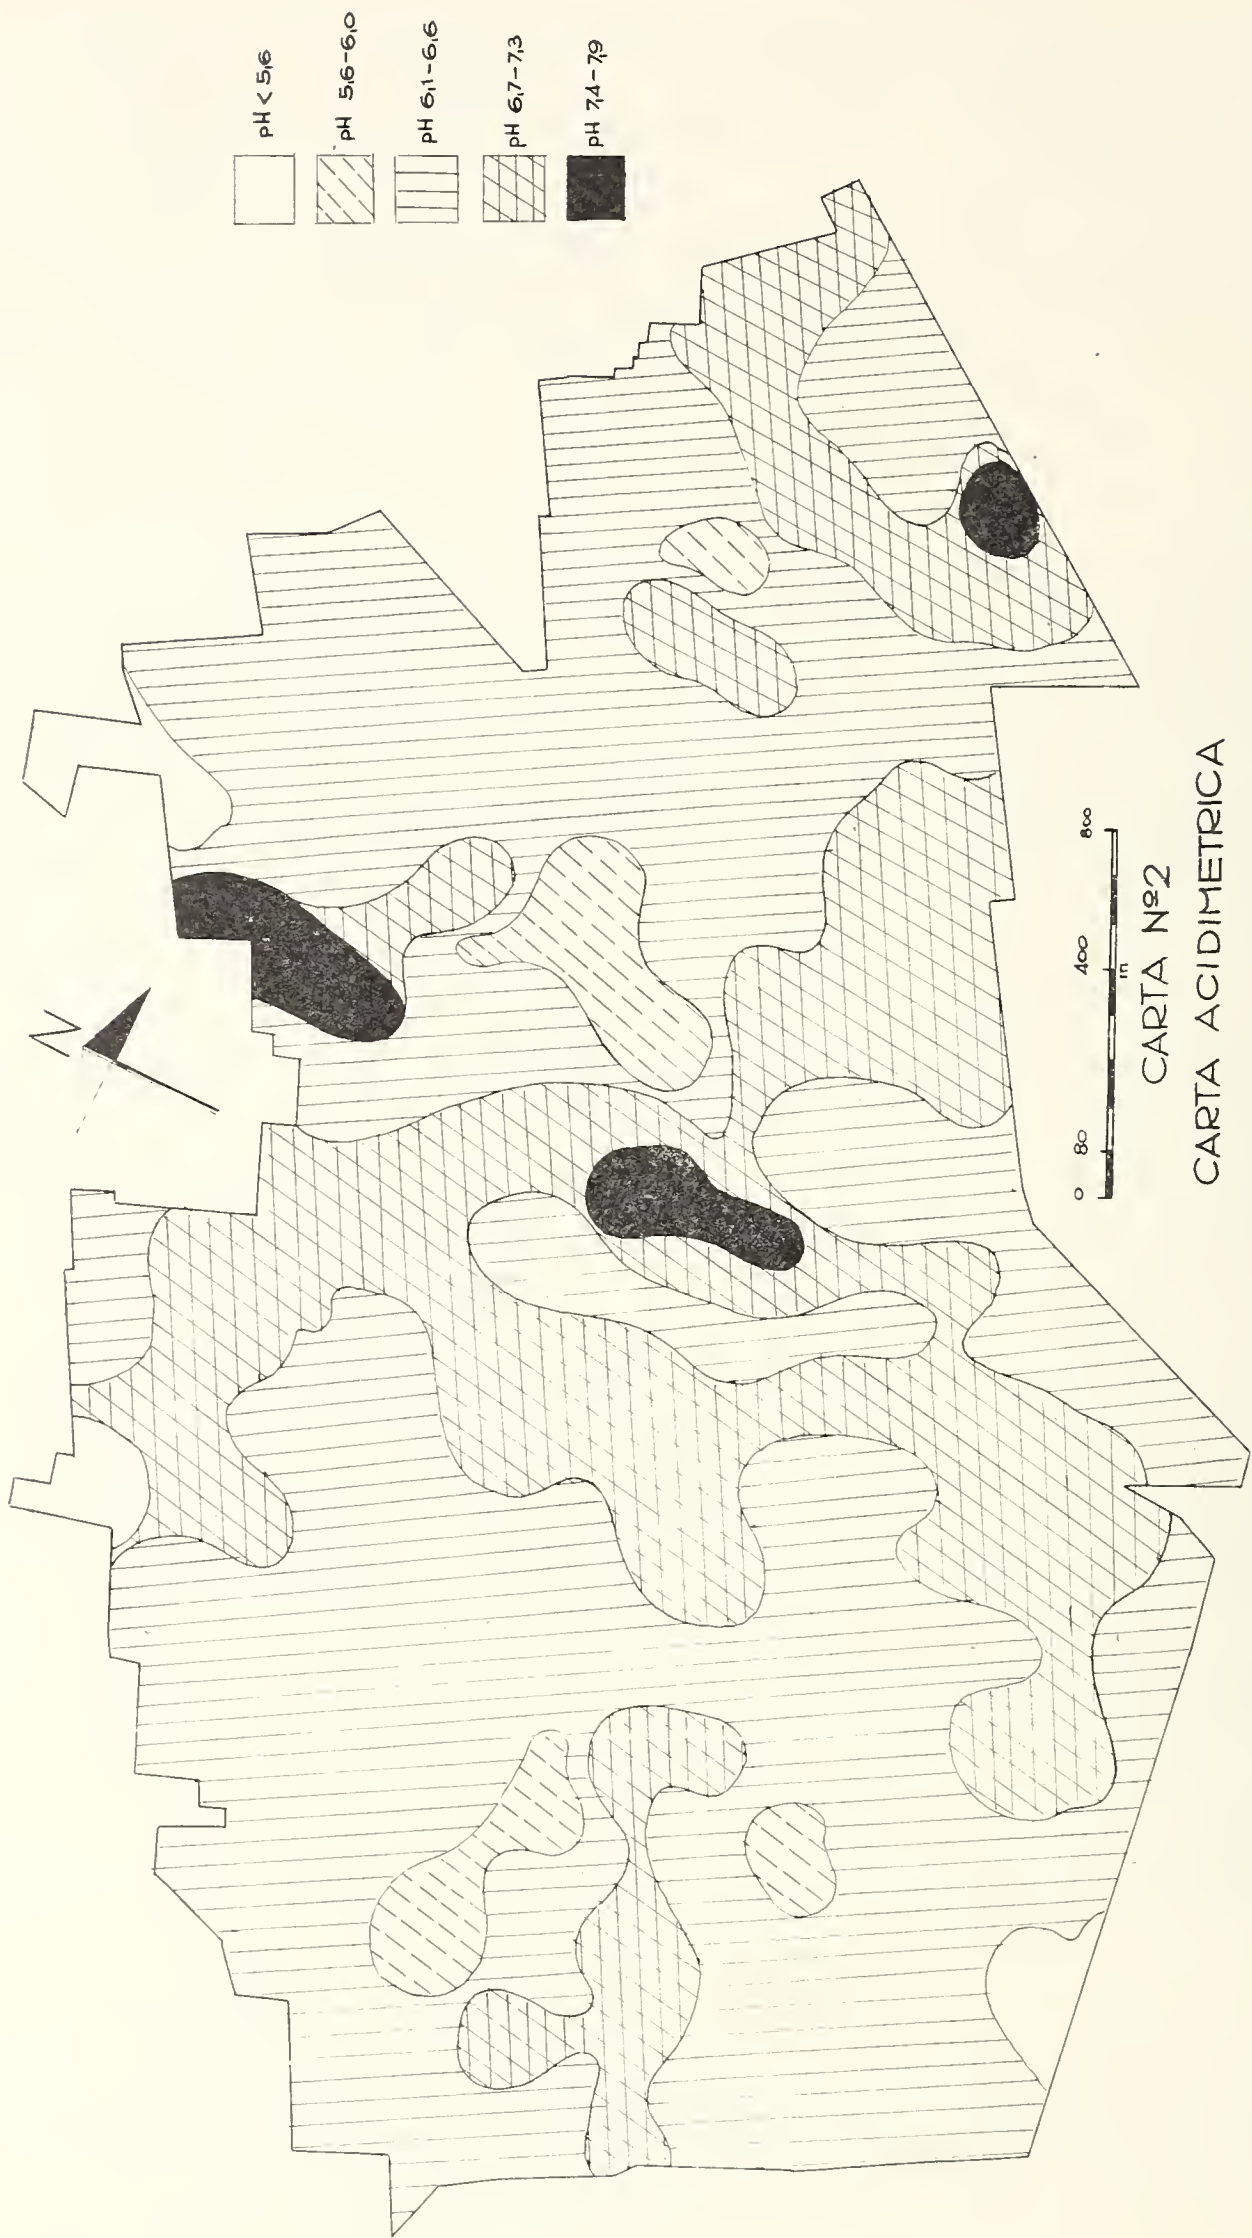 pH < 5,6
pH 5,6-6,0
pH 6,1-6,6
pH 6,7-7,3
pH 7,4-7,9
N
0 80 400 800
m
CARTA Nº2
CARTA ACIDIMETRICA